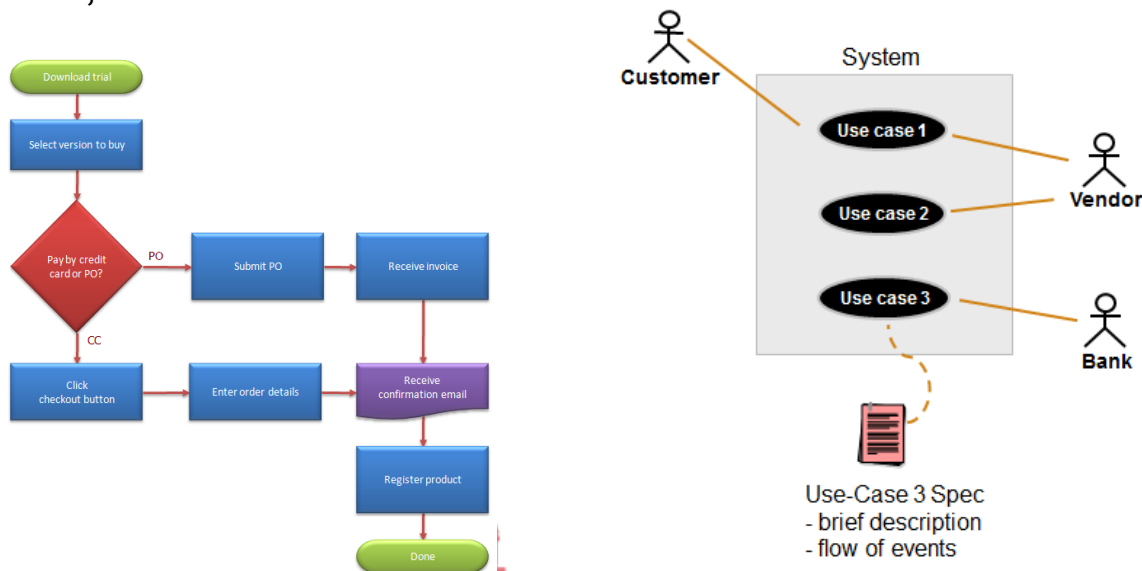 Download trial
Select version to buy
Pay by credit
card or PO?
PO
Submit PO
Receive invoice
CC
Click
checkout button
Enter order details
Receive
confirmation email
Register product
Done
Customer
System
Use case 1
Use case 2
Use case 3
Vendor
Bank
Use-Case 3 Spec
- brief description
- flow of events